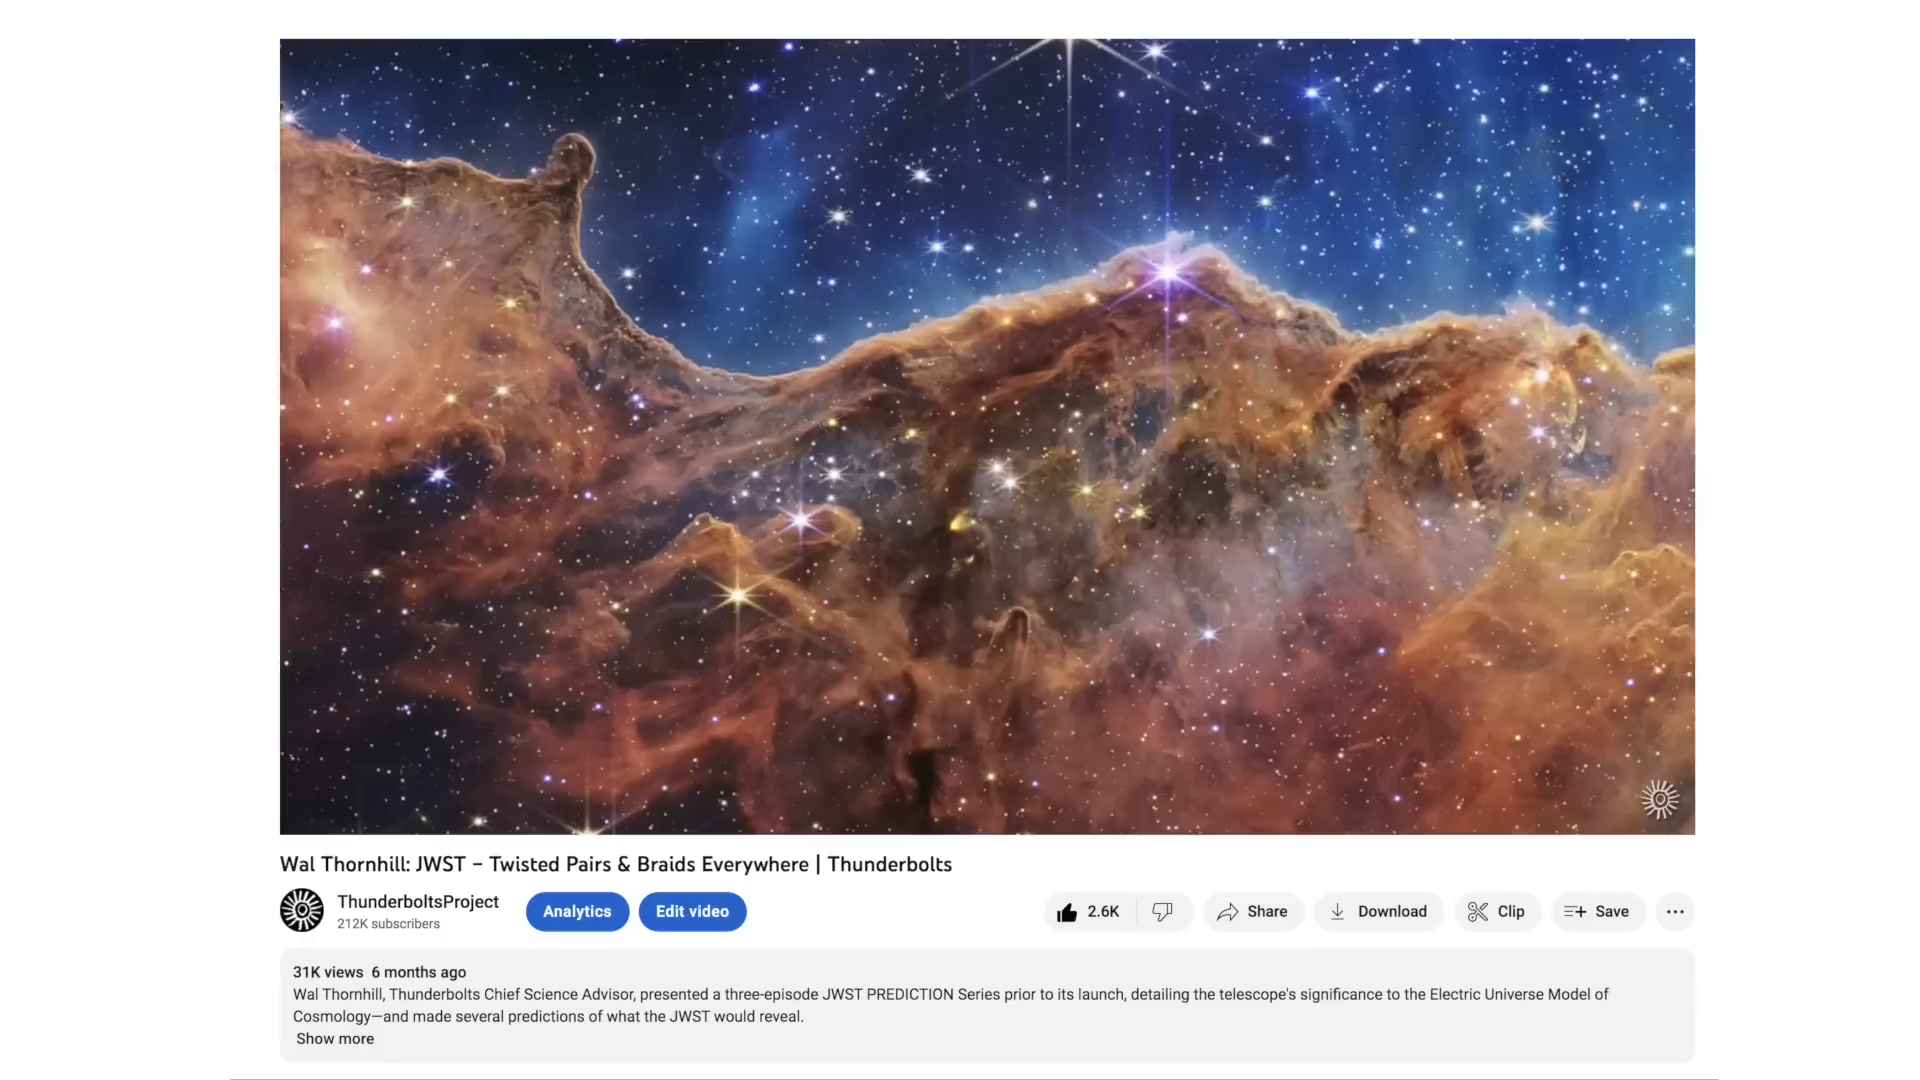 Wal Thornhill: JWST – Twisted Pairs & Braids Everywhere | Thunderbolts
ThunderboltsProject
212K subscribers
Analytics
Edit video
2.6K
Share
Download
Clip
Save
31K views 6 months ago
Wal Thornhill, Thunderbolts Chief Science Advisor, presented a three-episode JWST PREDICTION Series prior to its launch, detailing the telescope's significance to the Electric Universe Model of
Cosmology—and made several predictions of what the JWST would reveal.
Show more